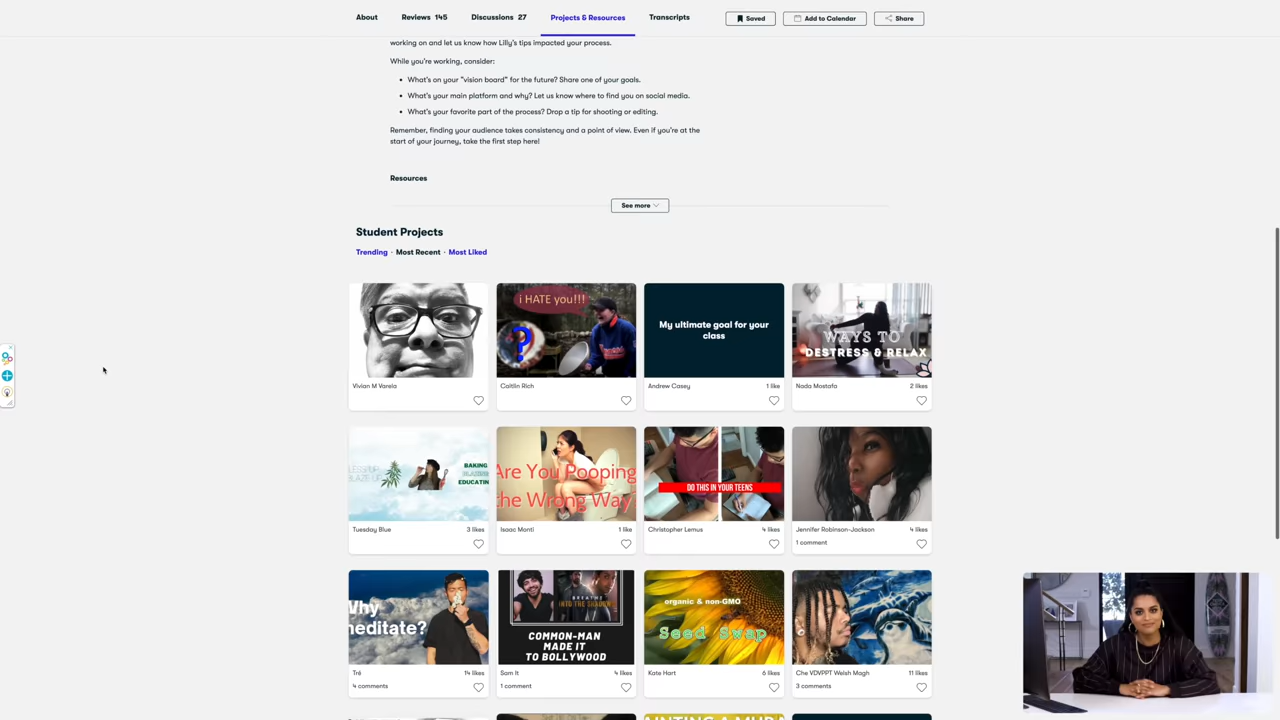 About Reviews 145 Discussions 27 Projects & Resources Transcripts Saved Add to Calendar Share
working on and let us know how Lilly's tips impacted your process.
While you're working, consider:
• What's on your "vision board" for the future? Share one of your goals.
• What's your main platform and why? Let us know where to find you on social media.
• What's your favorite part of the process? Drop a tip for shooting or editing.
Remember, finding your audience takes consistency and a point of view. Even if you're at the
start of your journey, take the first step here!
Resources
See more
Student Projects
Trending · Most Recent · Most Liked
i HATE you!!!
?
My ultimate goal for your
class
WAYS TO
DESTRESS & RELAX
Vivian M Varela
Caitlin Rich
Andrew Casey 1 like
Nada Mostafa 2 likes
BAKING
EDUCATIN
Are You Pooping
the Wrong Way
DO THIS IN YOUR TEENS
Tuesday Blue 3 likes
Isaac Monti 1 like
Christopher Lemus 4 likes
Jennifer Robinson-Jackson 4 likes
1 comment
Why
meditate?
BREATHE
INTO THE SHADOW
COMMON-MAN
MADE IT
TO BOLLYWOOD
organic & non-GMO
Seed Swap
Tré 14 likes
4 comments
Sam It 4 likes
1 comment
Kate Hart 6 likes
Che VDVPPT Welsh Magh 11 likes
3 comments